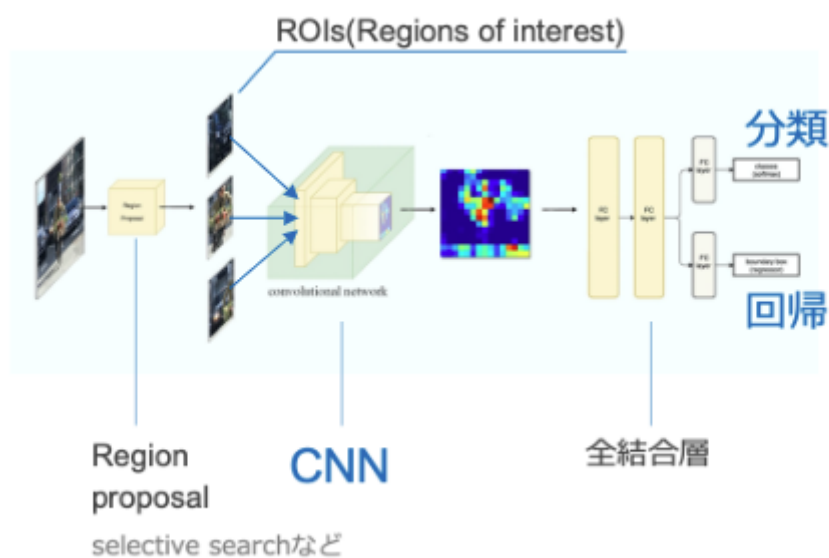 ROIs(Regions of interest)
分類
Region
Proposal
FC
layer
FC
layer
FC
layer
classes
(softmax)
FC
layer
boundary box
(regressor)
回帰
convolutional network
Region
proposal
selective searchなど
CNN
全結合層